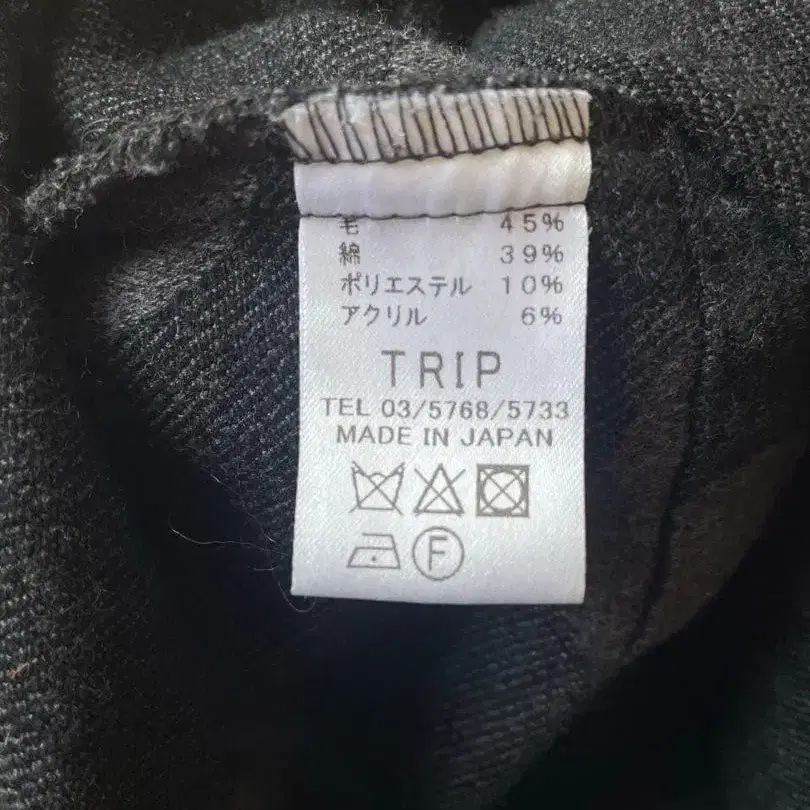 毛 45%
綿 39%
ポリエステル 10%
アクリル 6%
TRIP
TEL 03/5768/5733
MADE IN JAPAN
F